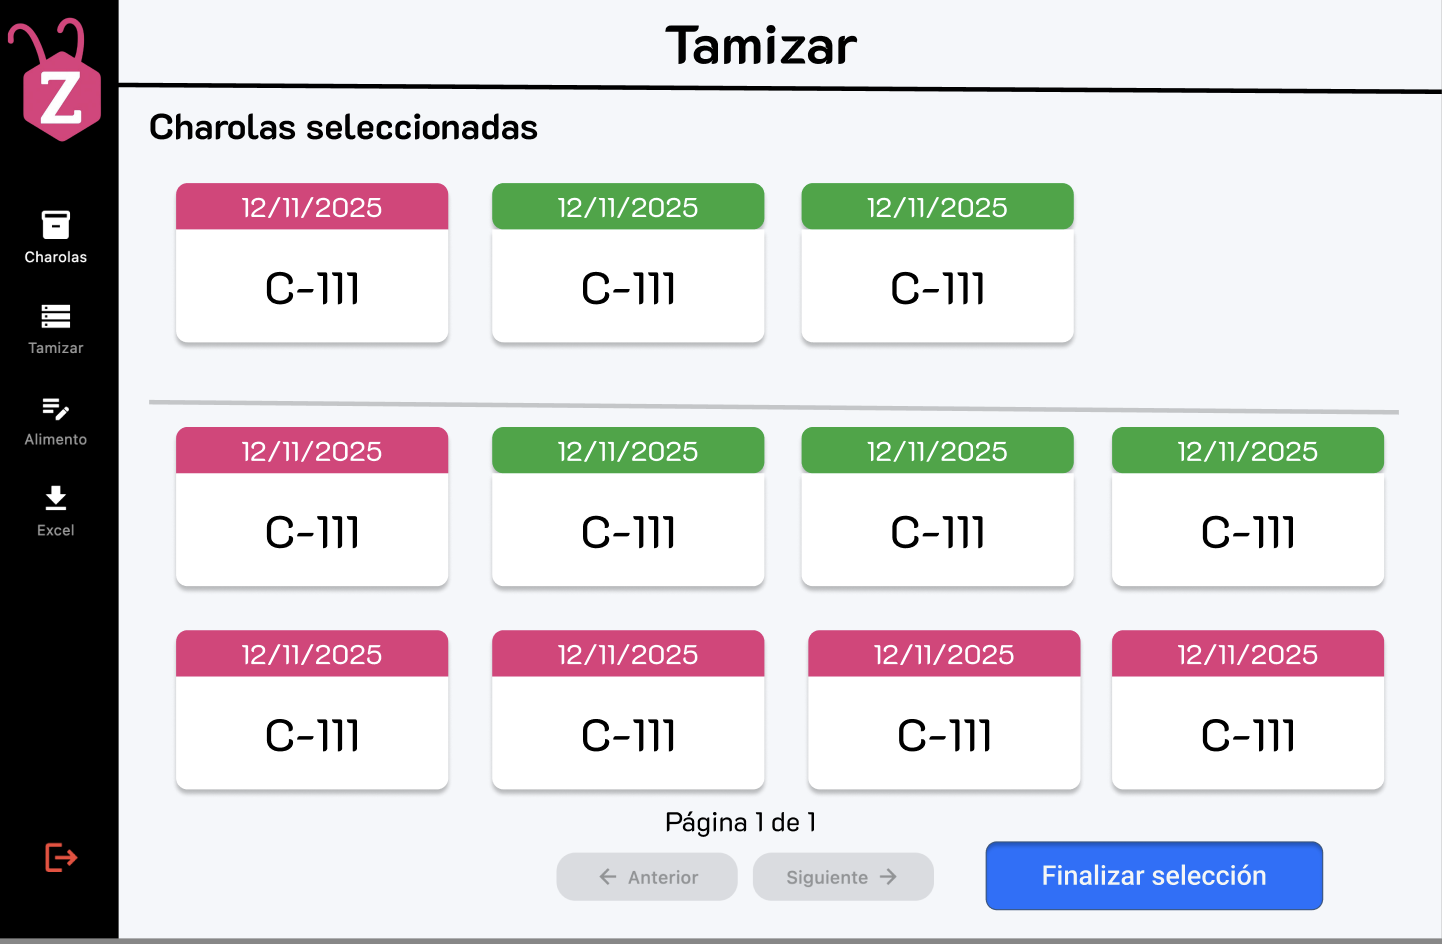 Z
Tamizar
Charolas seleccionadas
12/11/2025 12/11/2025 12/11/2025
C-111 C-111 C-111
Charolas
Tamizar
Alimento
Excel
12/11/2025 12/11/2025 12/11/2025 12/11/2025
C-111 C-111 C-111 C-111
12/11/2025 12/11/2025 12/11/2025 12/11/2025
C-111 C-111 C-111 C-111
Página 1 de 1
Anterior Siguiente
Finalizar selección